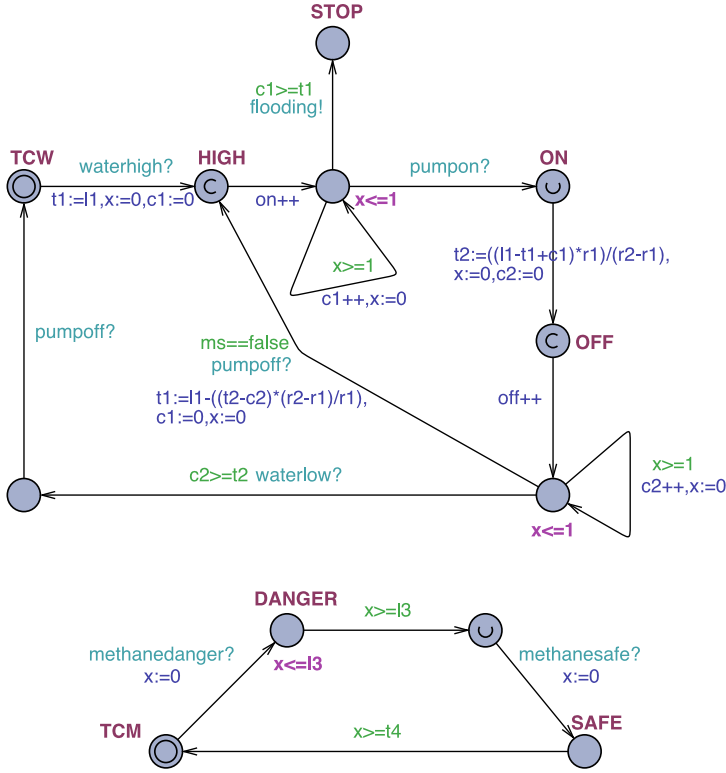 STOP
c1>=t1
flooding!
TCW
waterhigh?
HIGH
pumpon?
ON
t1:=l1,x:=0,c1:=0
C
on++
x<=1
x>=1
c1++,x:=0
t2:=((l1-t1+c1)*r1)/(r2-r1),
x:=0,c2:=0
pumpoff?
ms==false
pumpoff?
C
OFF
t1:=l1-((t2-c2)*(r2-r1)/r1),
c1:=0,x:=0
off++
c2>=t2 waterlow?
x>=1
c2++,x:=0
x<=1
DANGER
x>=l3
methanedanger?
x:=0
x<=l3
methanesafe?
x:=0
TCM
x>=t4
SAFE